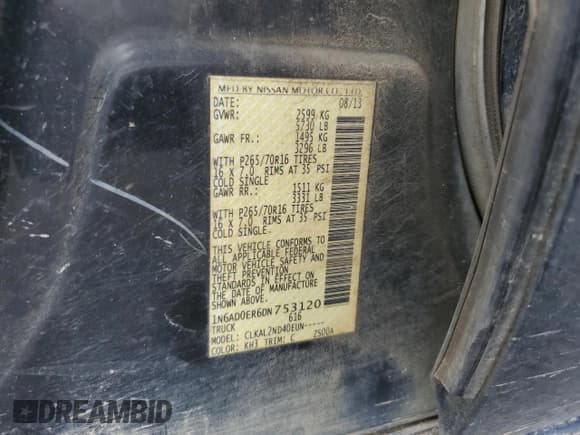 MFD BY NISSAN MOTOR CO., LTD.
DATE: 08/13
GVWR: 2599 KG
5730 LB
GAWR FR.: 1495 KG
3296 LB
WITH P265/70R16 TIRES
16 X 7.0 RIMS AT 35 PSI
COLD SINGLE
GAWR RR.: 1511 KG
3331 LB
WITH P265/70R16 TIRES
16 X 7.0 RIMS AT 35 PSI
COLD SINGLE
THIS VEHICLE CONFORMS TO
ALL APPLICABLE FEDERAL
MOTOR VEHICLE SAFETY AND
THEFT PREVENTION
STANDARDS IN EFFECT ON
THE DATE OF MANUFACTURE
SHOWN ABOVE.
1N6AD0ER6DN753120
TRUCK 616
MODEL: CLKAL2ND40EUN-----
COLOR: KH3 TRIM: C 2S00A
DREAMBID